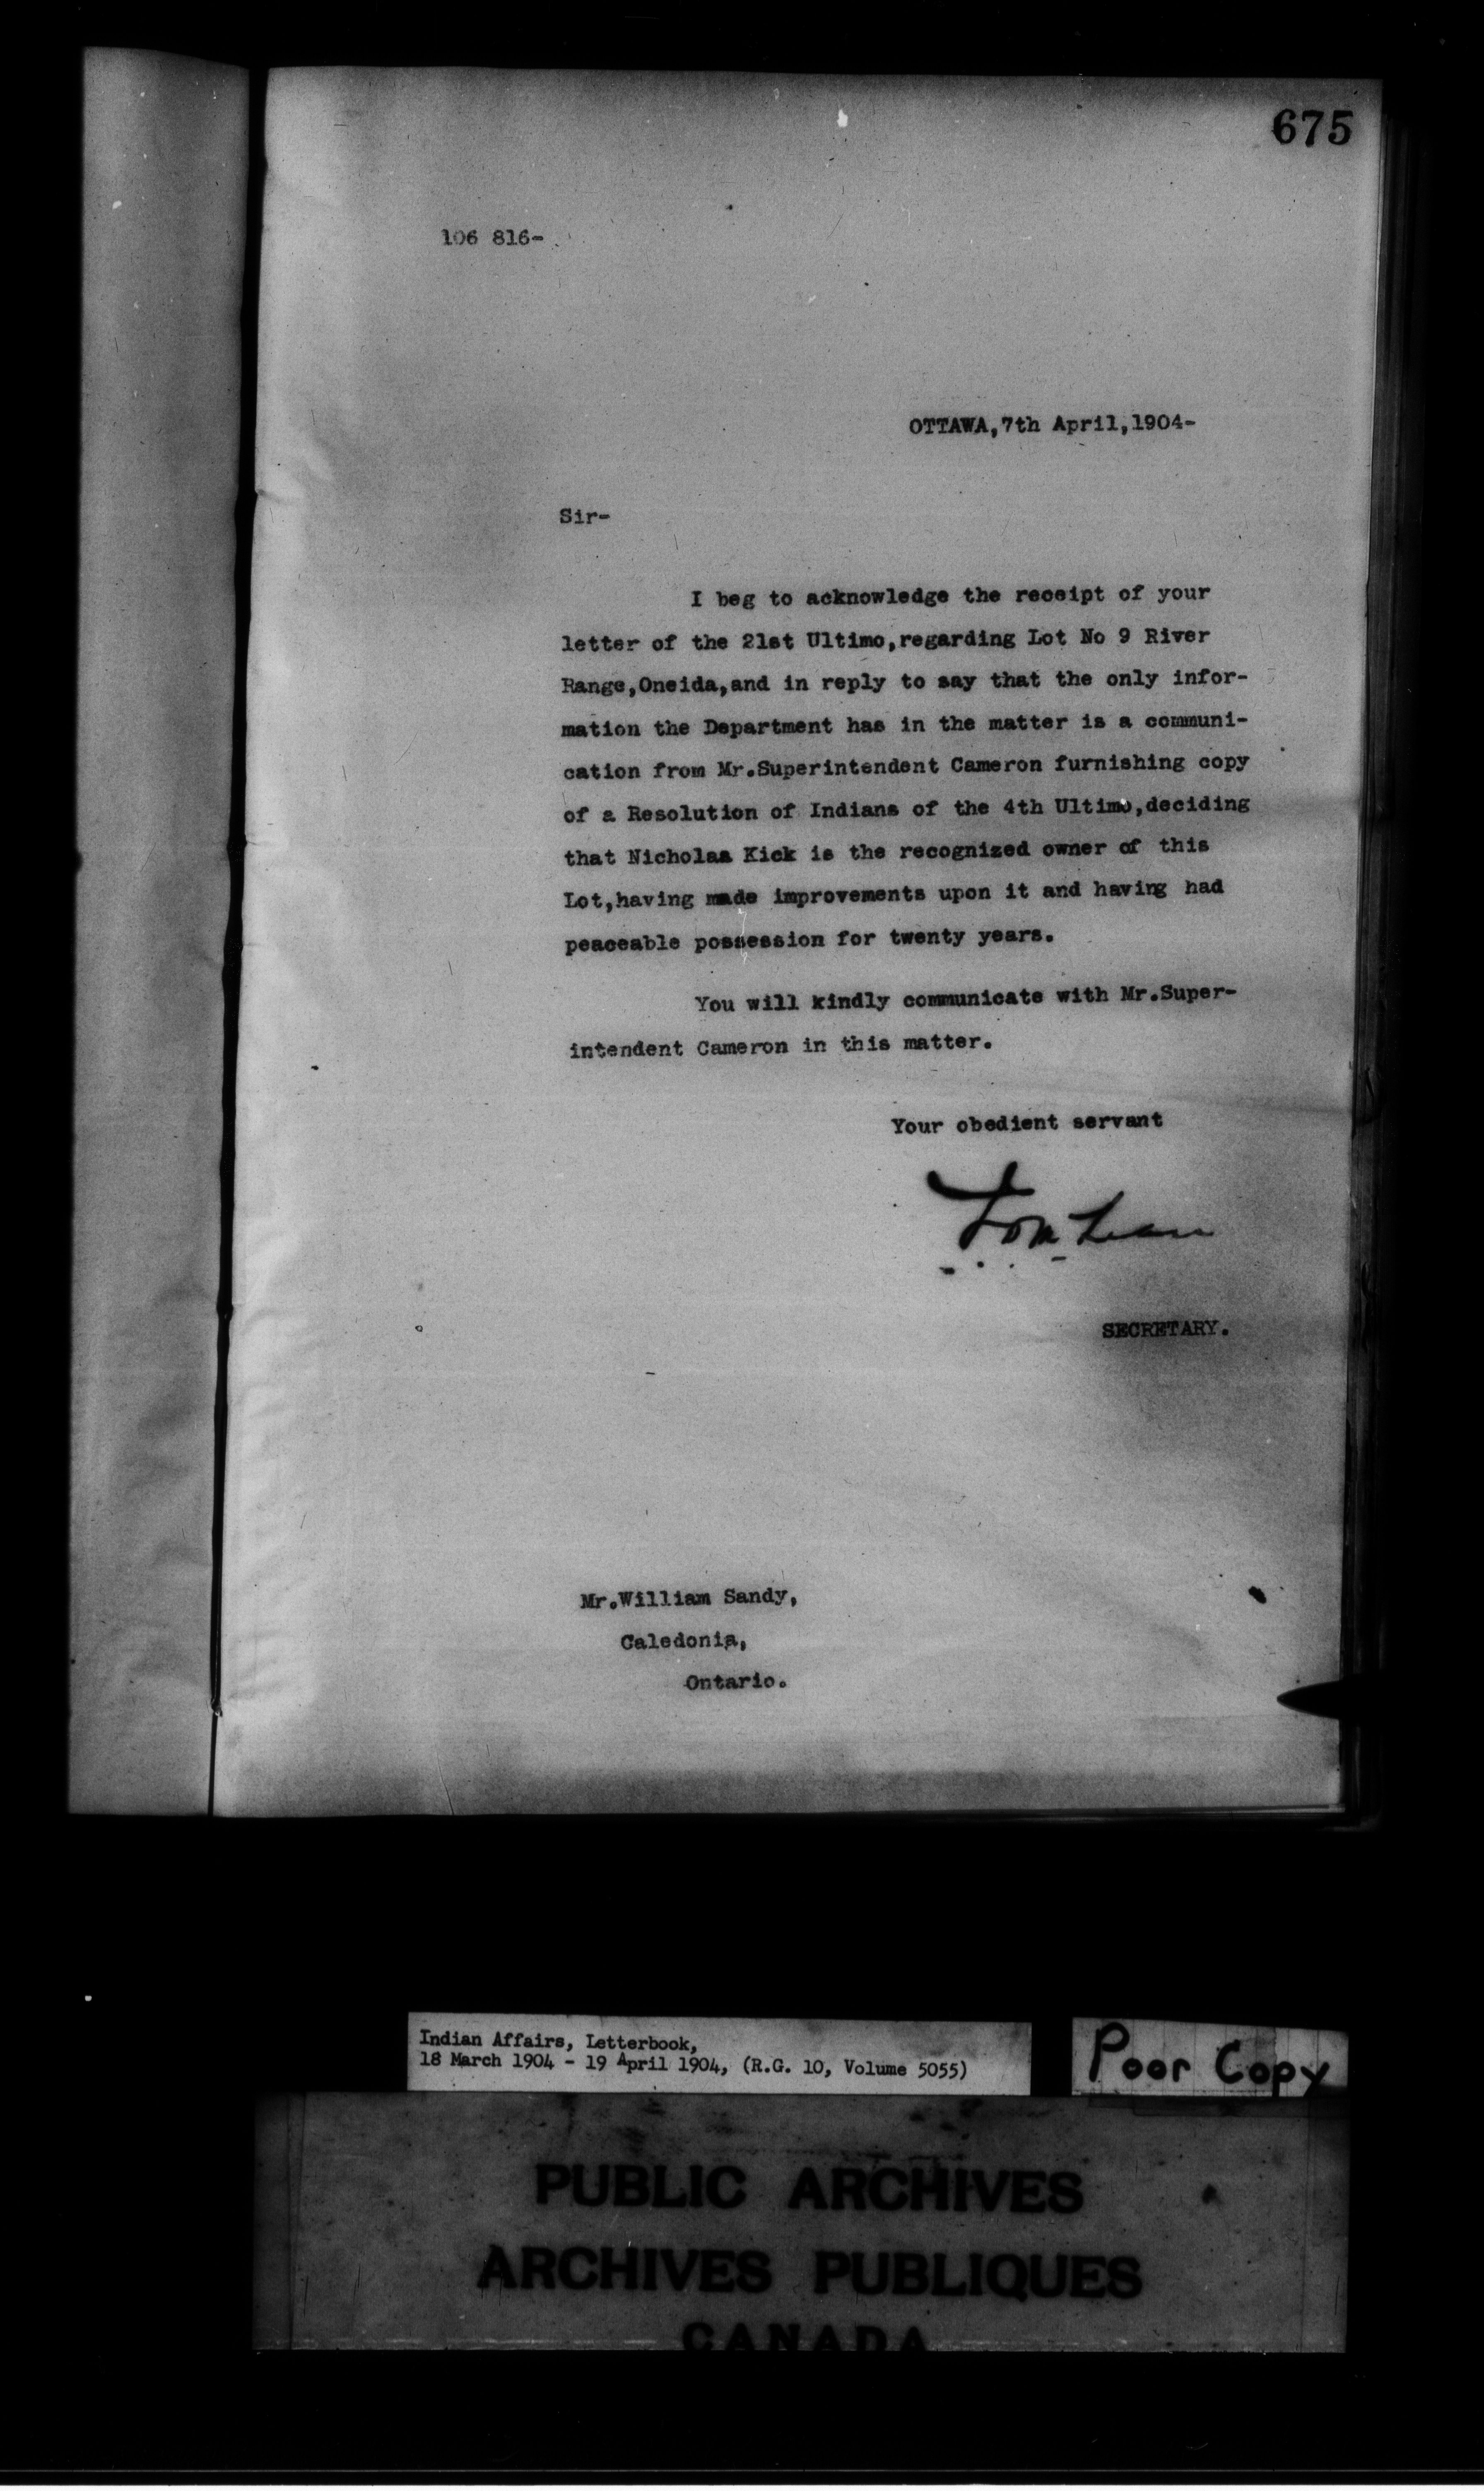 675
106 816-
OTTAWA,7th April,1904-
Sir-
I beg to acknowledge the receipt of your
letter of the 21st Ultimo,regarding Lot No 9 River
Range,Oneida,and in reply to say that the only infor-
mation the Department has in the matter is a communi-
cation from Mr.Superintendent Cameron furnishing copy
of a Resolution of Indians of the 4th Ultimo,deciding
that Nicholas Kick is the recognized owner of this
Lot,having made improvements upon it and having had
peaceable possession for twenty years.
You will kindly communicate with Mr.Super-
intendent Cameron in this matter.
Your obedient servant
SECRETARY.
Mr.William Sandy,
Caledonia,
Ontario.
Indian Affairs, Letterbook,
18 March 1904 - 19 April 1904, (R.G. 10, Volume 5055)
Poor Copy
PUBLIC ARCHIVES
ARCHIVES PUBLIQUES
CANADA